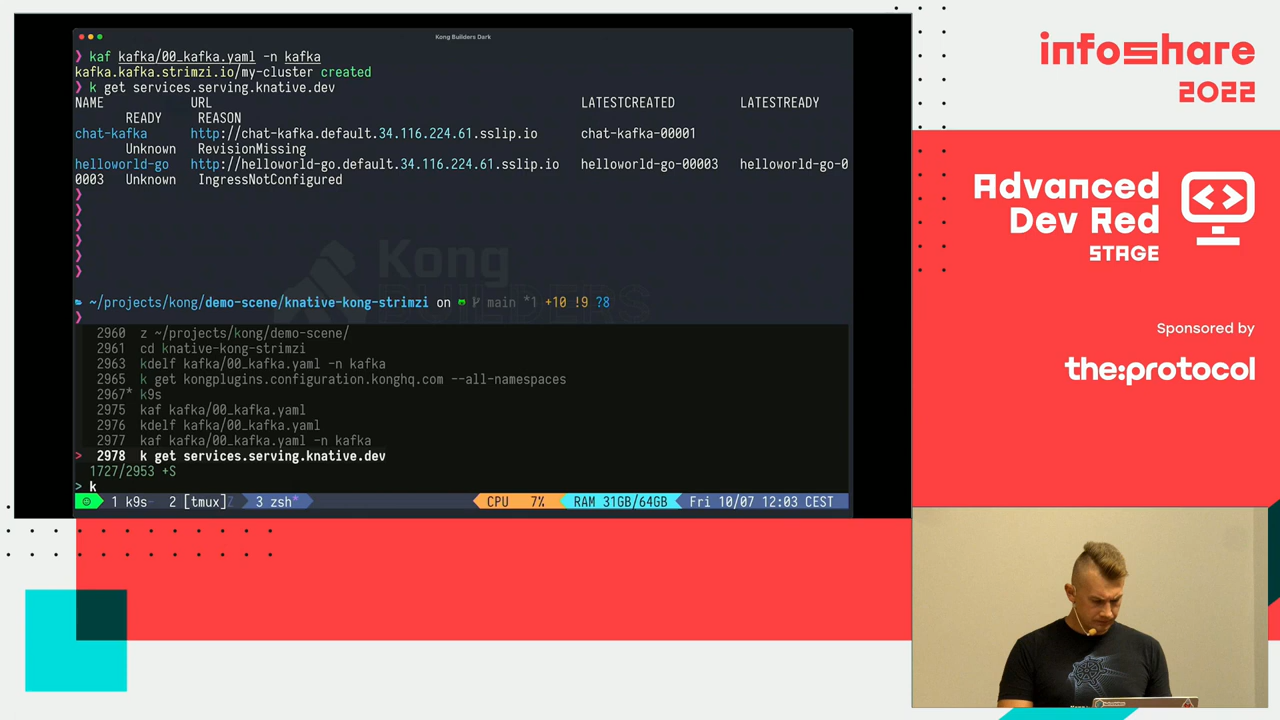 Kong Builders Dark
❯ kaf kafka/00_kafka.yaml -n kafka
kafka.kafka.strimzi.io/my-cluster created
❯ k get services.serving.knative.dev
NAME URL LATESTCREATED LATESTREADY
READY REASON
chat-kafka http://chat-kafka.default.34.116.224.61.sslip.io chat-kafka-00001
Unknown RevisionMissing
helloworld-go http://helloworld-go.default.34.116.224.61.sslip.io helloworld-go-00003 helloworld-go-0
0003 Unknown IngressNotConfigured
❯
❯
❯
❯
❯
❯
Kong
BUILDERS
~/projects/kong/demo-scene/knative-kong-strimzi on main *1 +10 !9 ?8
❯
2960 z ~/projects/kong/demo-scene/
2961 cd knative-kong-strimzi
2963 kdelf kafka/00_kafka.yaml -n kafka
2965 k get kongplugins.configuration.konghq.com --all-namespaces
2967* k9s
2975 kaf kafka/00_kafka.yaml
2976 kdelf kafka/00_kafka.yaml
2977 kaf kafka/00_kafka.yaml -n kafka
> 2978 k get services.serving.knative.dev
1727/2953 +S
> k
1 k9s- 2 [tmux]Z 3 zsh* CPU 7% RAM 31GB/64GB Fri 10/07 12:03 CEST
infoshare
2022
Advanced
Dev Red
STAGE
Sponsored by
the:protocol